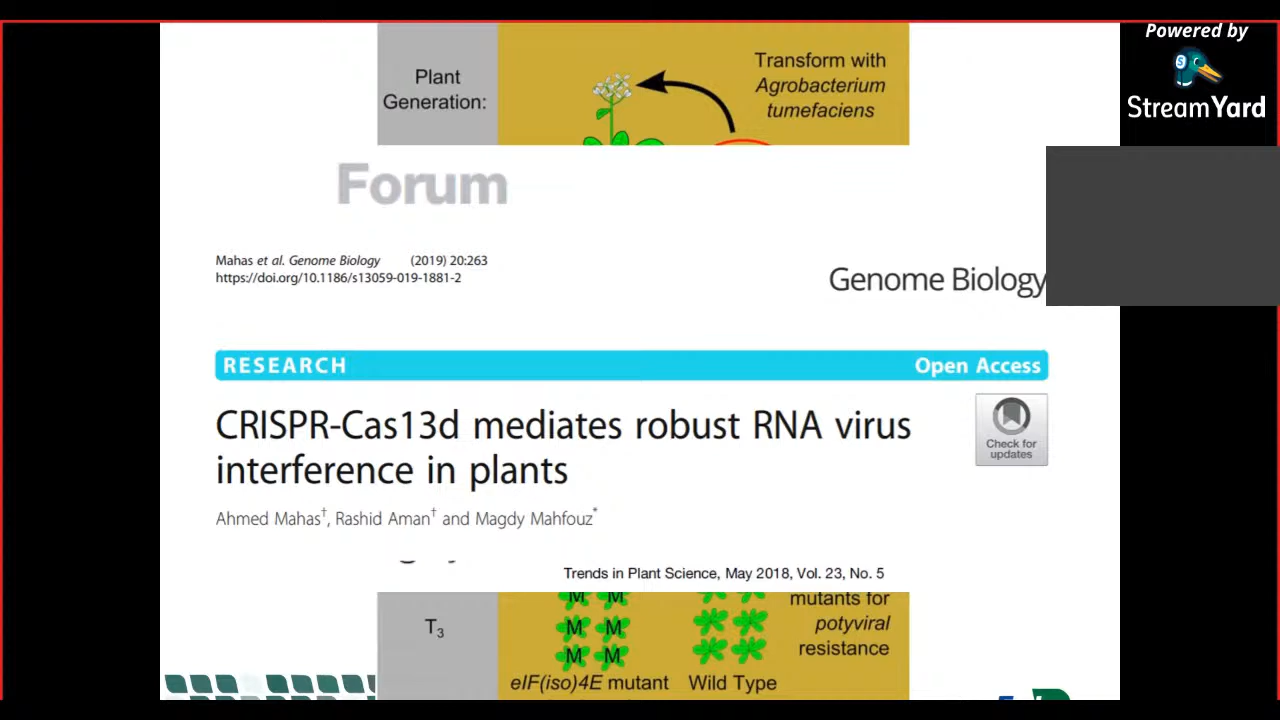 Powered by
StreamYard
Plant
Generation:
Transform with
Agrobacterium
tumefaciens
Forum
Mahas et al. Genome Biology (2019) 20:263
https://doi.org/10.1186/s13059-019-1881-2
Genome Biology
RESEARCH
Open Access
CRISPR-Cas13d mediates robust RNA virus
interference in plants
Check for
updates
Ahmed Mahas†, Rashid Aman† and Magdy Mahfouz*
Trends in Plant Science, May 2018, Vol. 23, No. 5
T3
M M
M M
M M
mutants for
potyviral
resistance
eIF(iso)4E mutant
Wild Type